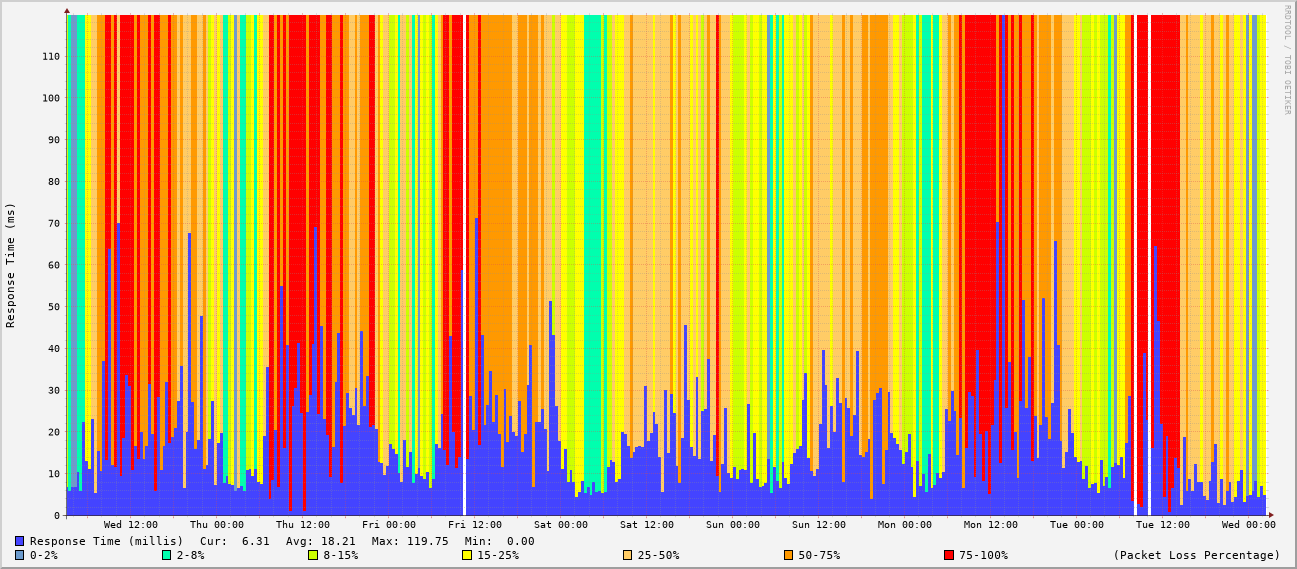 RRDTOOL / TOBI OETIKER
Response Time (ms)
110
100
90
80
70
60
50
40
30
20
10
0
Wed 12:00 Thu 00:00 Thu 12:00 Fri 00:00 Fri 12:00 Sat 00:00 Sat 12:00 Sun 00:00 Sun 12:00 Mon 00:00 Mon 12:00 Tue 00:00 Tue 12:00 Wed 00:00
Response Time (millis) Cur: 6.31 Avg: 18.21 Max: 119.75 Min: 0.00
0-2% 2-8% 8-15% 15-25% 25-50% 50-75% 75-100% (Packet Loss Percentage)